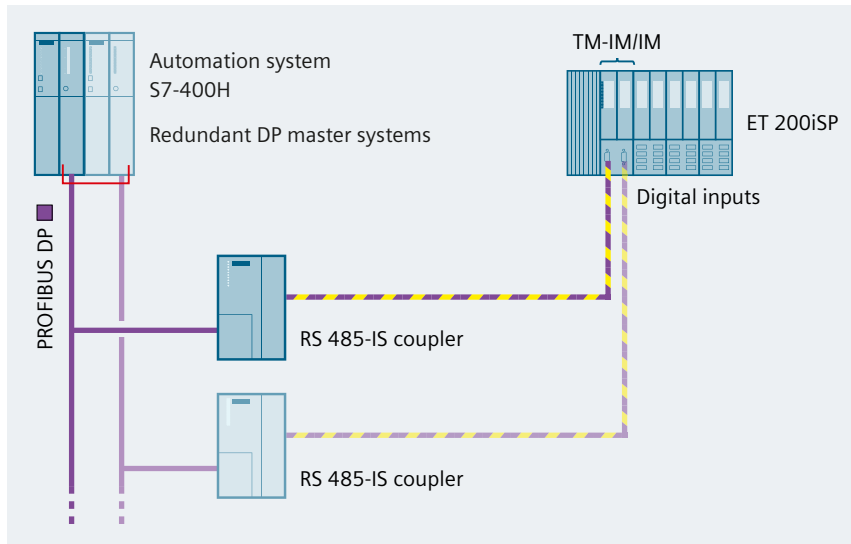 Automation system
S7-400H
Redundant DP master systems
TM-IM/IM
ET 200iSP
Digital inputs
PROFIBUS DP
RS 485-IS coupler
RS 485-IS coupler